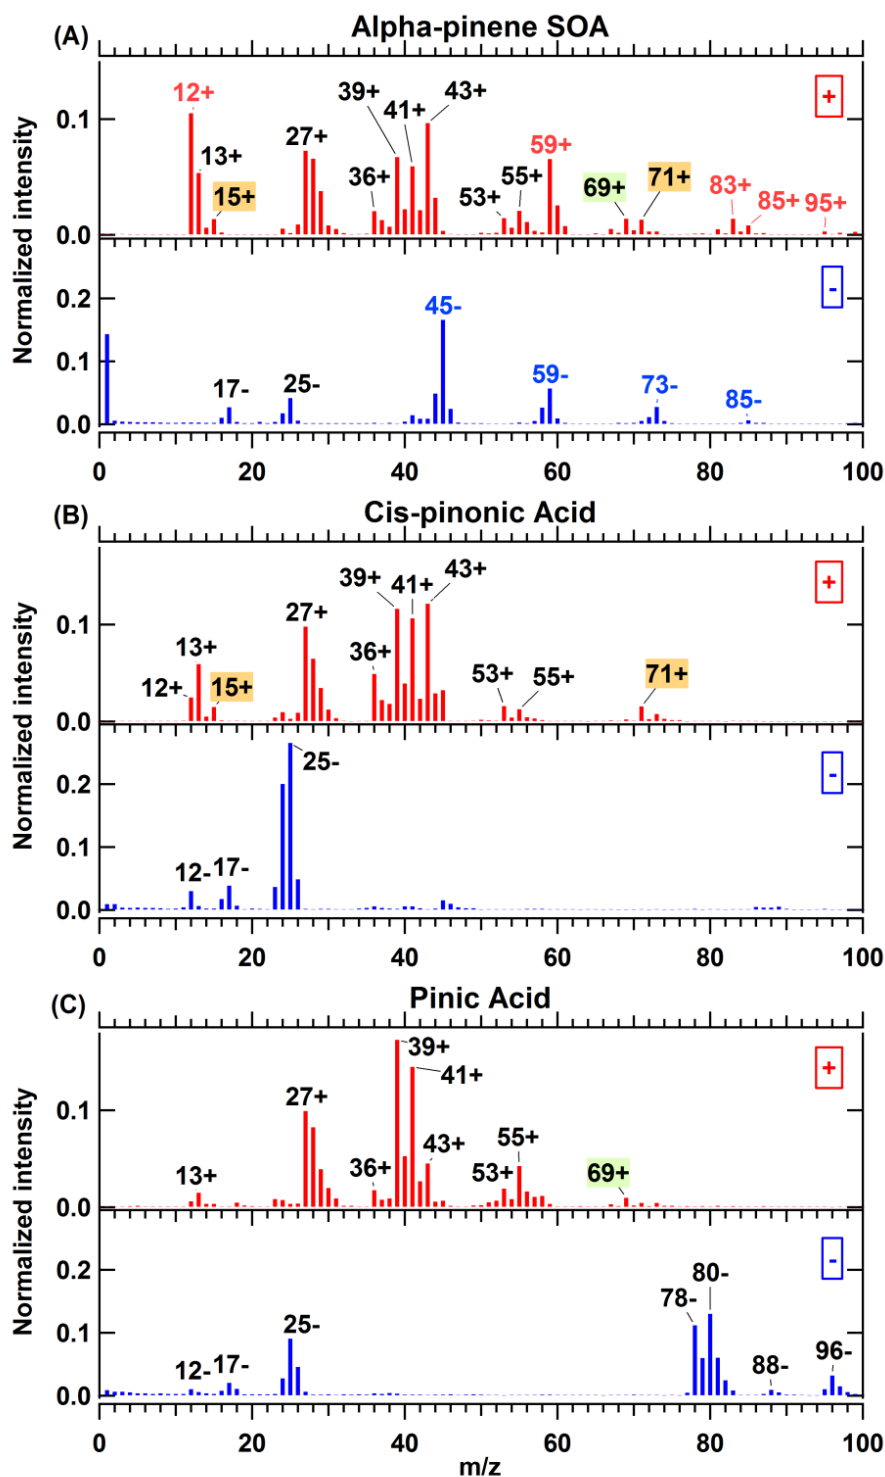 (A) Alpha-pinene SOA
Normalized intensity
0.1
0.0
12+ 13+ 15+ 27+ 36+ 39+ 41+ 43+ 53+ 55+ 59+ 69+ 71+ 83+ 85+ 95+
+
Normalized intensity
0.2
0.1
0.0
17- 25- 45- 59- 73- 85-
-
0 20 40 60 80 100
(B) Cis-pinonic Acid
Normalized intensity
0.1
0.0
12+ 13+ 15+ 27+ 36+ 39+ 41+ 43+ 53+ 55+ 71+
+
0.2
0.1
0.0
12- 17- 25-
-
0 20 40 60 80 100
(C) Pinic Acid
Normalized intensity
0.1
0.0
13+ 27+ 36+ 39+ 41+ 43+ 53+ 55+ 69+
+
0.2
0.1
0.0
12- 17- 25- 78- 80- 88- 96-
-
0 20 40 60 80 100
m/z